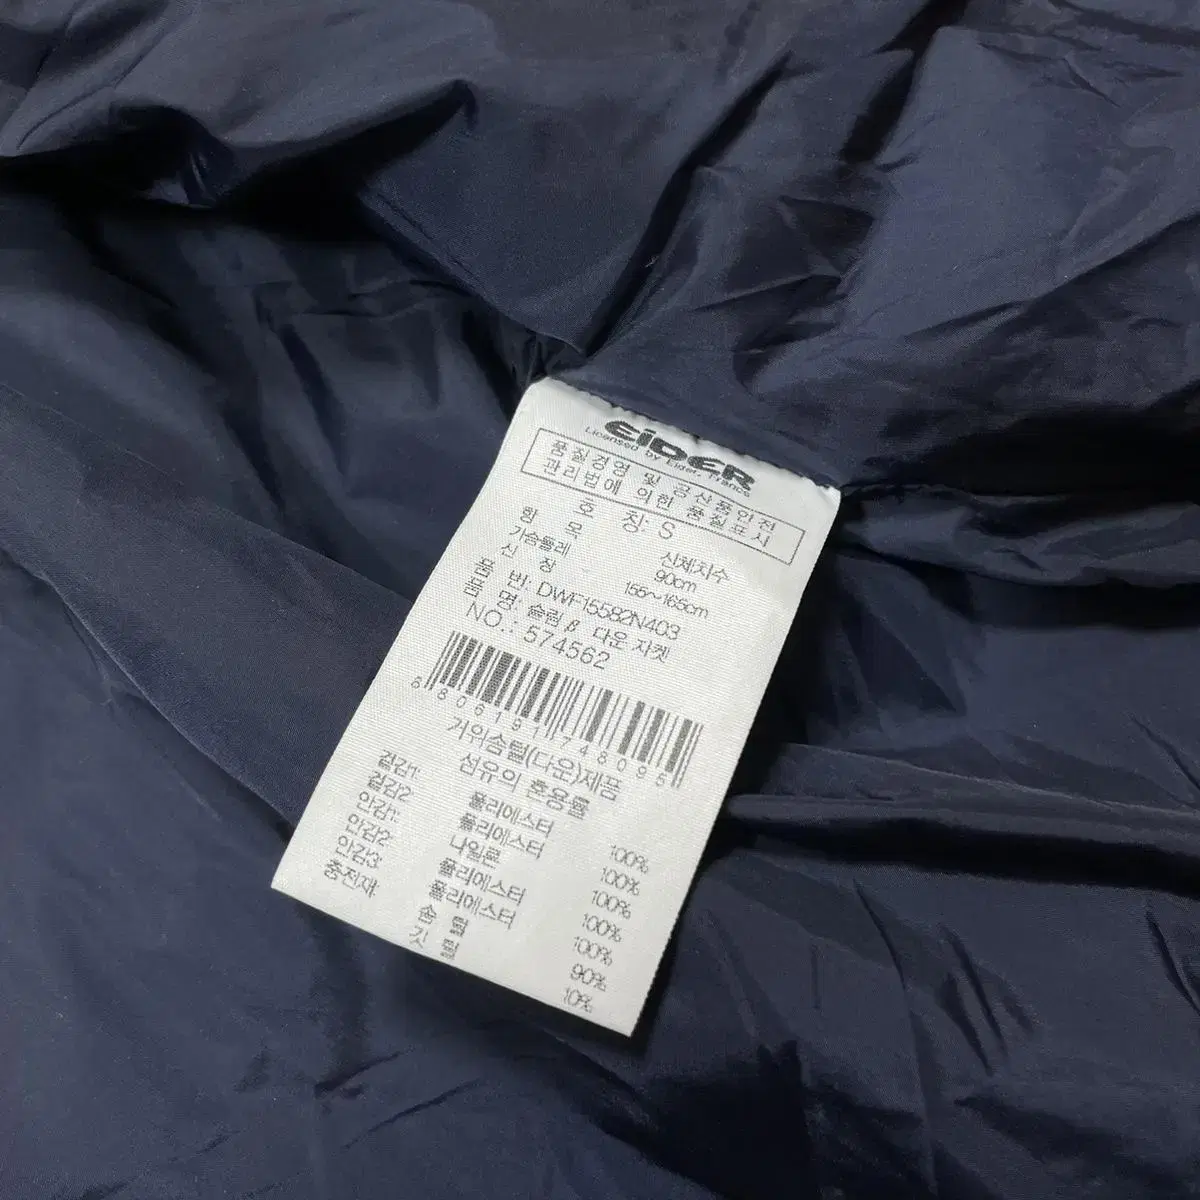 EiDER
Licensed by Eider, France
품질경영 및 공산품안전
관리법에 의한 품질표시
호 칭: S
항 목 신체치수
가슴둘레 90cm
신 장 155~165cm
품 번: DWF15582N403
품 명: 슬림β 다운 자켓
NO.: 574562
8806191748095
거위솜털(다운)제품
섬유의 혼용률
겉감1: 폴리에스터 100%
겉감2: 폴리에스터 100%
안감1: 나일론 100%
안감2: 폴리에스터 100%
안감3: 폴리에스터 100%
충전재: 솜 털 90%
깃 털 10%